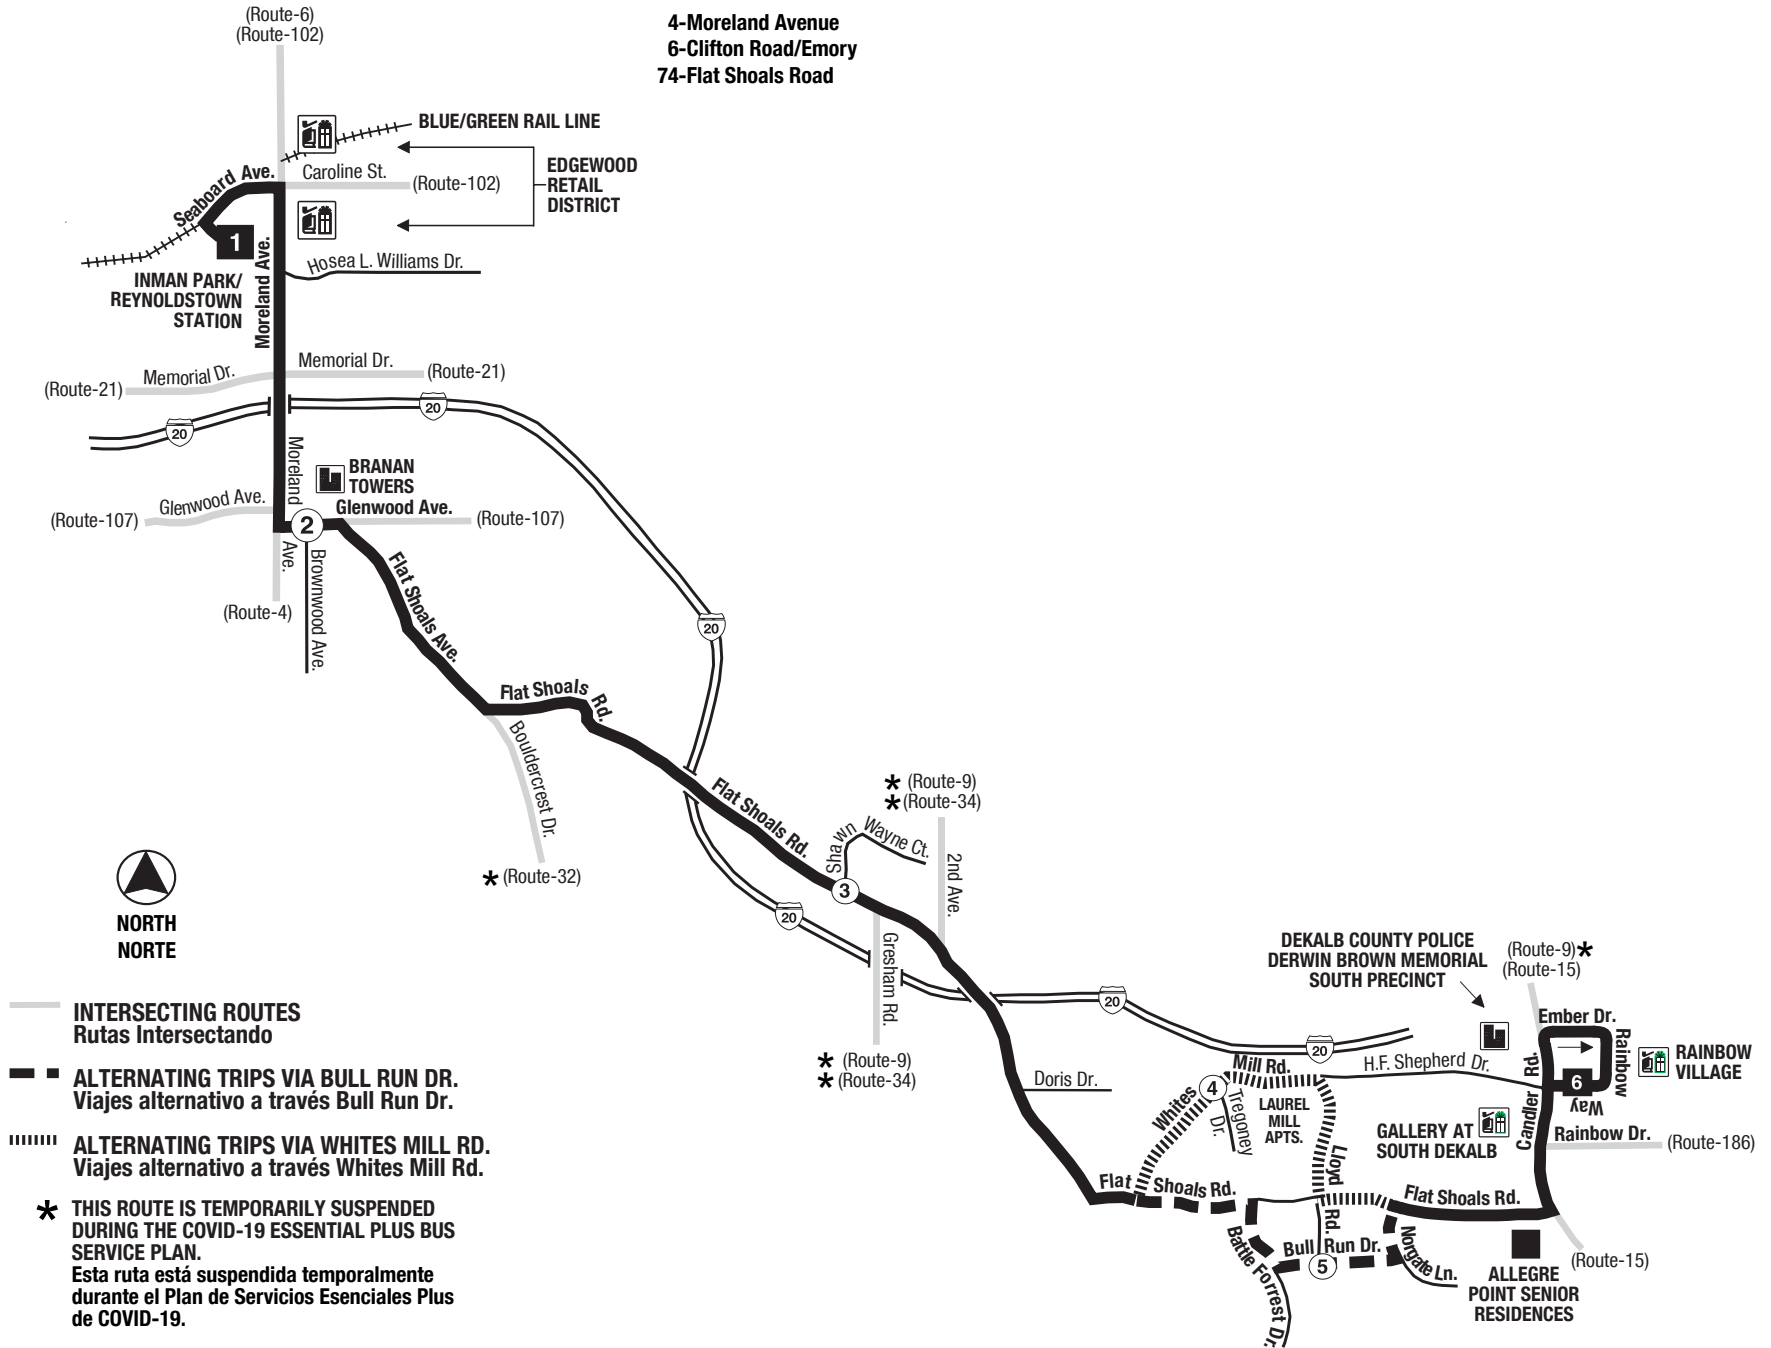 (Route-6)
(Route-102)
4-Moreland Avenue
6-Clifton Road/Emory
74-Flat Shoals Road
BLUE/GREEN RAIL LINE
Seaboard Ave.
Caroline St.
(Route-102)
EDGEWOOD
RETAIL
DISTRICT
1
INMAN PARK/
REYNOLDSTOWN
STATION
Moreland Ave.
Hosea L. Williams Dr.
(Route-21)
Memorial Dr.
Memorial Dr.
(Route-21)
20
20
Moreland
Ave.
BRANAN
TOWERS
(Route-107)
Glenwood Ave.
2
Glenwood Ave.
(Route-107)
(Route-4)
Brownwood Ave.
Flat Shoals Ave.
20
Flat Shoals
Rd.
Bouldercrest Dr.
* (Route-32)
Flat Shoals Rd.
* (Route-9)
* (Route-34)
Shawn
Wayne Ct.
2nd Ave.
3
20
Gresham Rd.
* (Route-9)
* (Route-34)
NORTH
NORTE
DEKALB COUNTY POLICE
DERWIN BROWN MEMORIAL
SOUTH PRECINCT
(Route-9)*
(Route-15)
20
20
Ember Dr.
Rainbow
Way
6
RAINBOW
VILLAGE
Doris Dr.
Whites
Mill Rd.
4
Tregoney
Dr.
LAUREL
MILL
APTS.
H.F. Shepherd Dr.
Candler Rd.
GALLERY AT
SOUTH DEKALB
Rainbow Dr.
(Route-186)
Flat
Shoals Rd.
Lloyd
Rd.
Flat Shoals Rd.
Battle Forrest Dr.
Bull Run Dr.
5
Norgate Ln.
ALLEGRE
POINT SENIOR
RESIDENCES
(Route-15)
INTERSECTING ROUTES
Rutas Intersectando
ALTERNATING TRIPS VIA BULL RUN DR.
Viajes alternativo a través Bull Run Dr.
ALTERNATING TRIPS VIA WHITES MILL RD.
Viajes alternativo a través Whites Mill Rd.
* THIS ROUTE IS TEMPORARILY SUSPENDED
DURING THE COVID-19 ESSENTIAL PLUS BUS
SERVICE PLAN.
Esta ruta está suspendida temporalmente
durante el Plan de Servicios Esenciales Plus
de COVID-19.